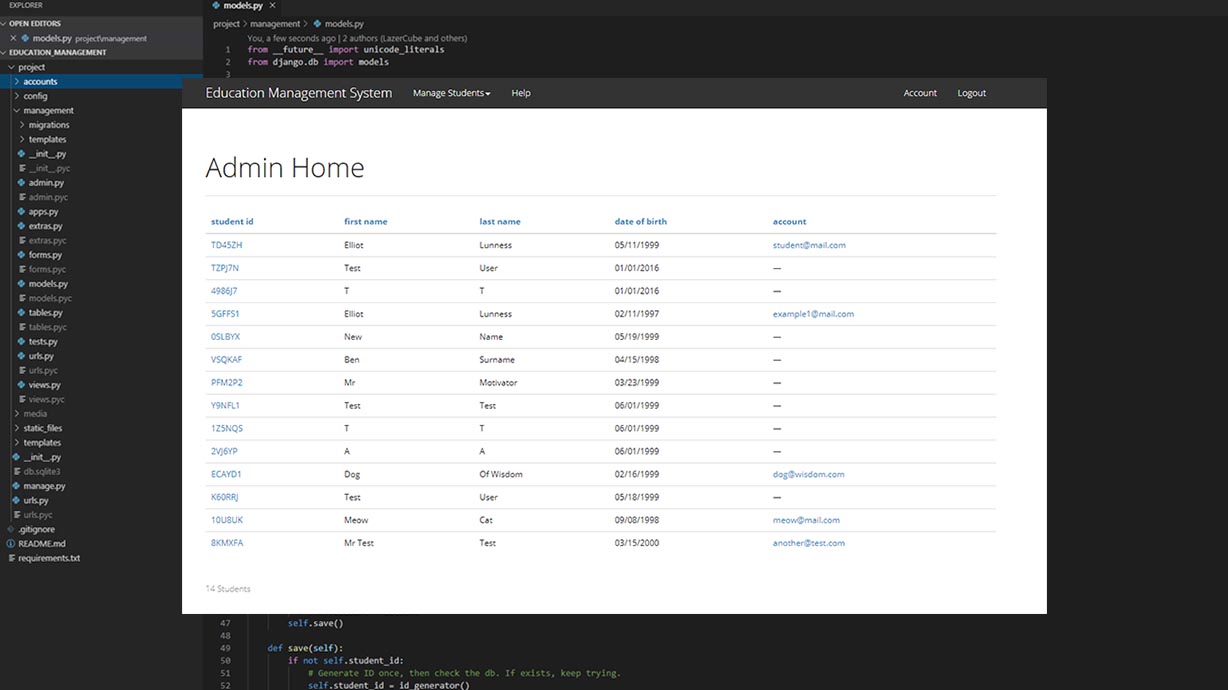 EXPLORER
OPEN EDITORS
models.py project\management
EDUCATION_MANAGEMENT
project
accounts
config
management
migrations
templates
__init__.py
__init__.pyc
admin.py
admin.pyc
apps.py
extras.py
extras.pyc
forms.py
forms.pyc
models.py
models.pyc
tables.py
tables.pyc
tests.py
urls.py
urls.pyc
views.py
views.pyc
media
static_files
templates
__init__.py
db.sqlite3
manage.py
urls.py
urls.pyc
.gitignore
README.md
requirements.txt
models.py
project > management > models.py
You, a few seconds ago | 2 authors (LazerCube and others)
1 from __future__ import unicode_literals
2 from django.db import models
3
Education Management System Manage Students Help Account Logout
Admin Home
student id first name last name date of birth account
TD45ZH Elliot Lunness 05/11/1999 student@mail.com
TZPJ7N Test User 01/01/2016 —
4986J7 T T 01/01/2016 —
5GFFS1 Elliot Lunness 02/11/1997 example1@mail.com
0SLBYX New Name 05/19/1999 —
VSQKAF Ben Surname 04/15/1998 —
PFM2P2 Mr Motivator 03/23/1999 —
Y9NFL1 Test Test 06/01/1999 —
1Z5NQS T T 06/01/1999 —
2VJ6YP A A 06/01/1999 —
ECAYD1 Dog Of Wisdom 02/16/1999 dog@wisdom.com
K60RRJ Test User 05/18/1999 —
10U8UK Meow Cat 09/08/1998 meow@mail.com
8KMXFA Mr Test Test 03/15/2000 another@test.com
14 Students
47 self.save()
48
49 def save(self):
50 if not self.student_id:
51 # Generate ID once, then check the db. If exists, keep trying.
52 self.student_id = id_generator()